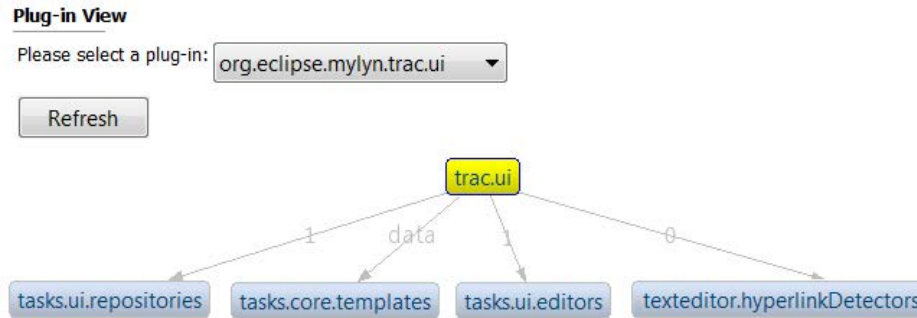 Plug-in View
Please select a plug-in: org.eclipse.mylyn.trac.ui
Refresh
trac.ui
1 data 1 0
tasks.ui.repositories tasks.core.templates tasks.ui.editors texteditor.hyperlinkDetectors